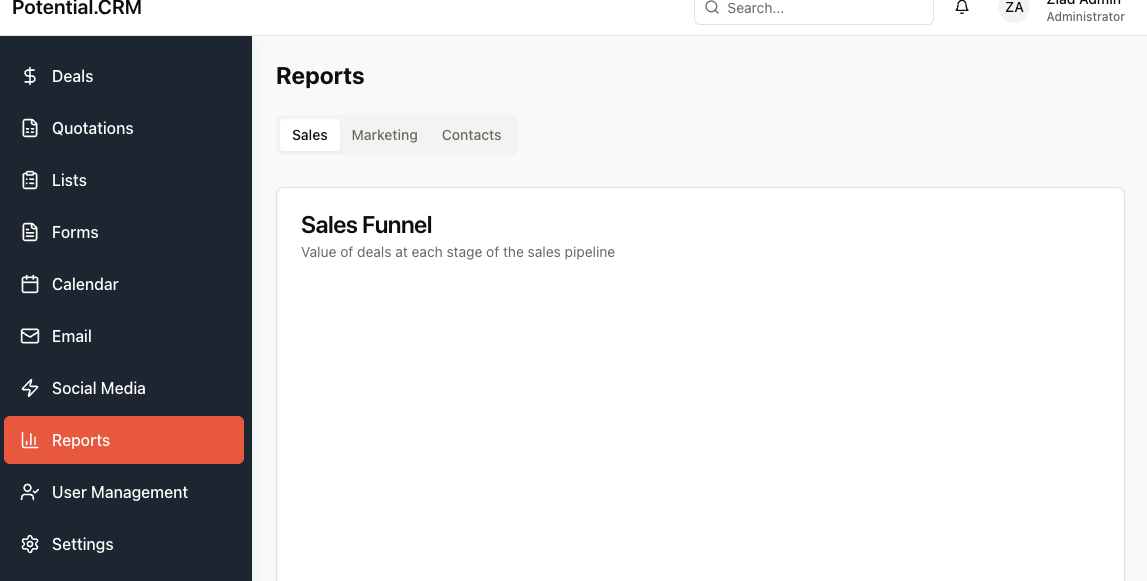 Potential.CRM
Search...
ZA
Ziad Admin
Administrator
Deals
Quotations
Lists
Forms
Calendar
Email
Social Media
Reports
User Management
Settings
Reports
Sales
Marketing
Contacts
Sales Funnel
Value of deals at each stage of the sales pipeline